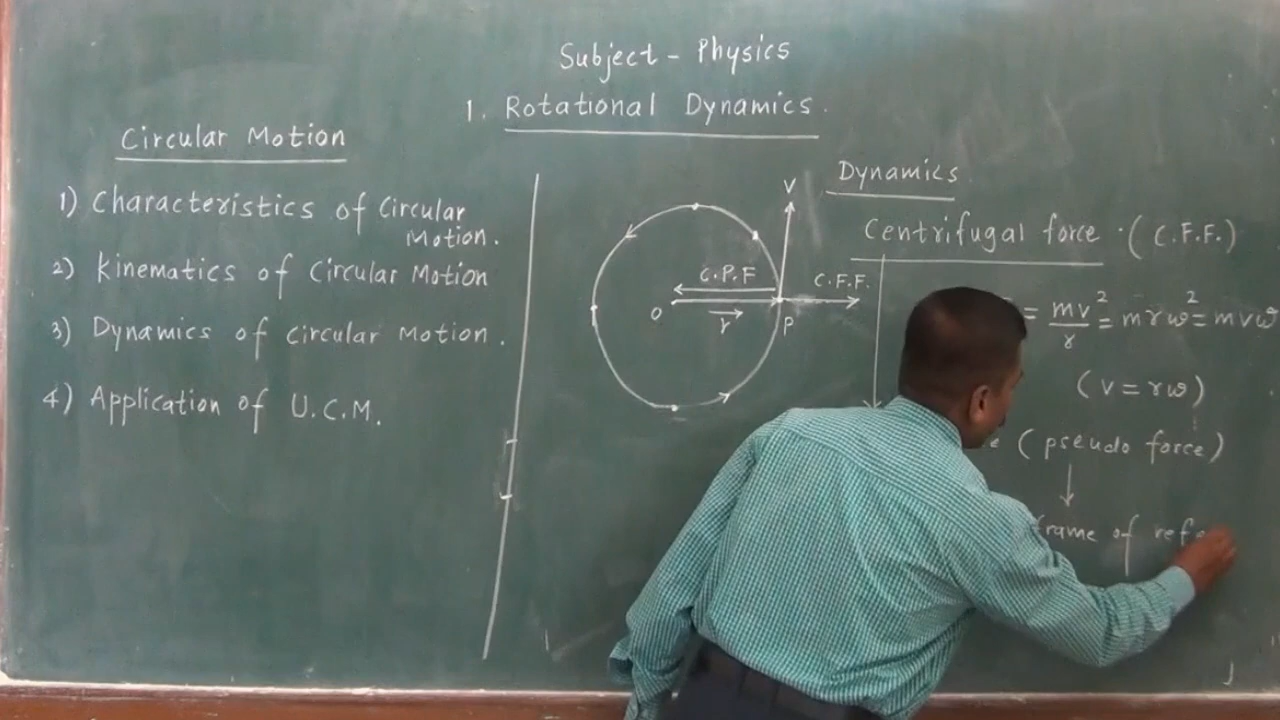 Subject - Physics
1. Rotational Dynamics.
Circular Motion
1) Characteristics of Circular
Motion.
2) Kinematics of Circular Motion
3) Dynamics of Circular Motion.
4) Application of U.C.M.
V
C.P.F
C.F.F.
O
r
P
Dynamics
Centrifugal force. (C.F.F.)
= mv²/r = mrω² = mvω
(v = rω)
(pseudo force)
frame of